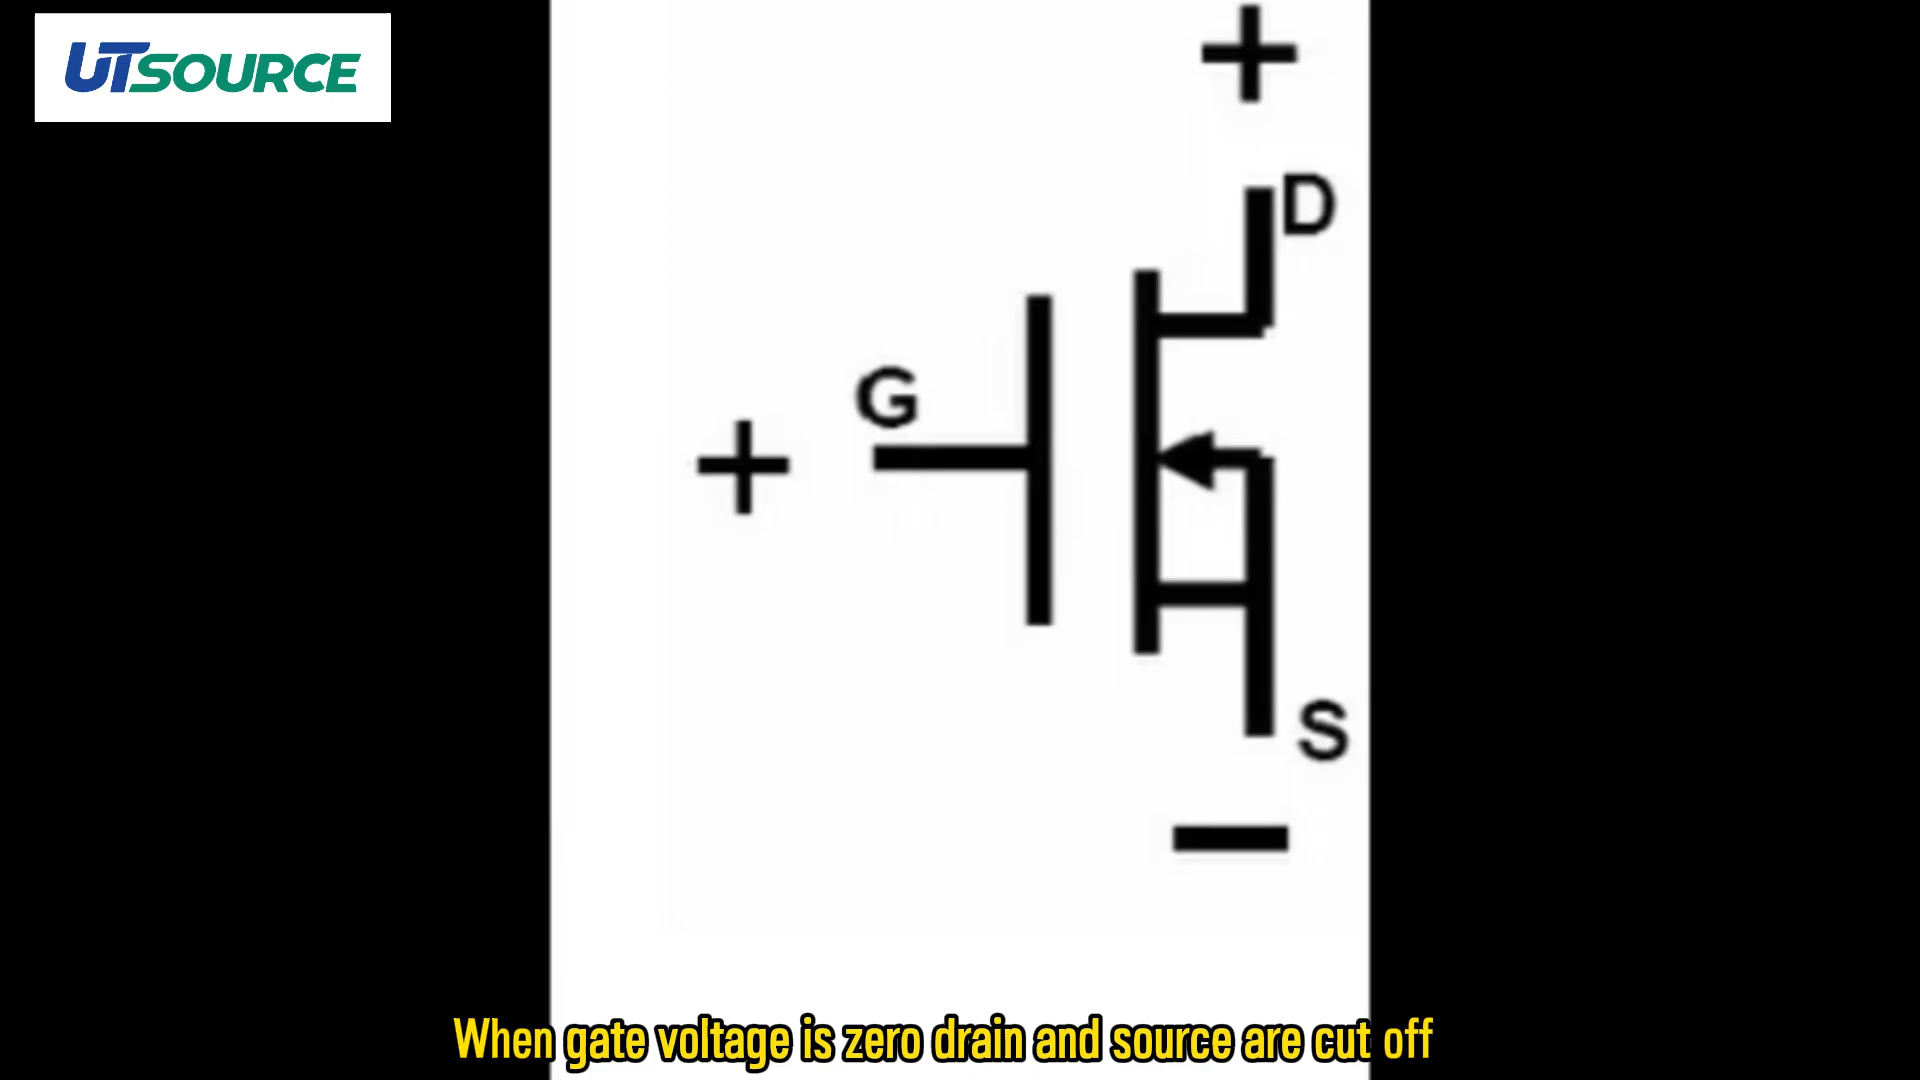 UTSOURCE
+
D
G
+
S
—
When gate voltage is zero drain and source are cut off